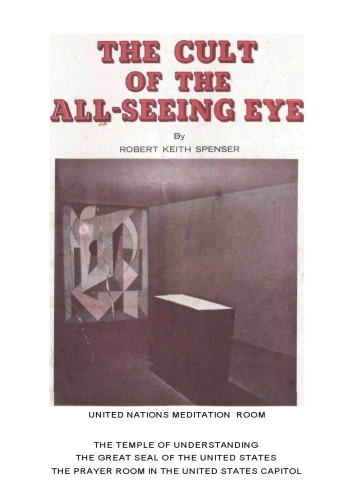 THE CULT
OF THE
ALL-SEEING EYE
By
ROBERT KEITH SPENSER
UNITED NATIONS MEDITATION ROOM
THE TEMPLE OF UNDERSTANDING
THE GREAT SEAL OF THE UNITED STATES
THE PRAYER ROOM IN THE UNITED STATES CAPITOL